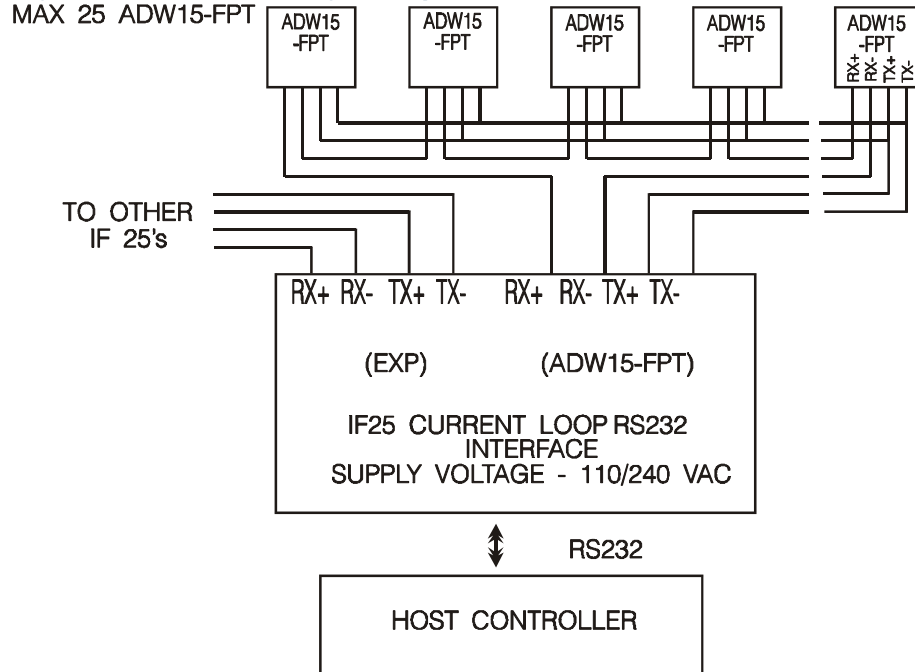 MAX 25 ADW15-FPT
ADW15
-FPT
ADW15
-FPT
ADW15
-FPT
ADW15
-FPT
ADW15
-FPT
RX+
RX-
TX+
TX-
TO OTHER
IF 25's
RX+ RX- TX+ TX- RX+ RX- TX+ TX-
(EXP) (ADW15-FPT)
IF25 CURRENT LOOP RS232
INTERFACE
SUPPLY VOLTAGE - 110/240 VAC
RS232
HOST CONTROLLER